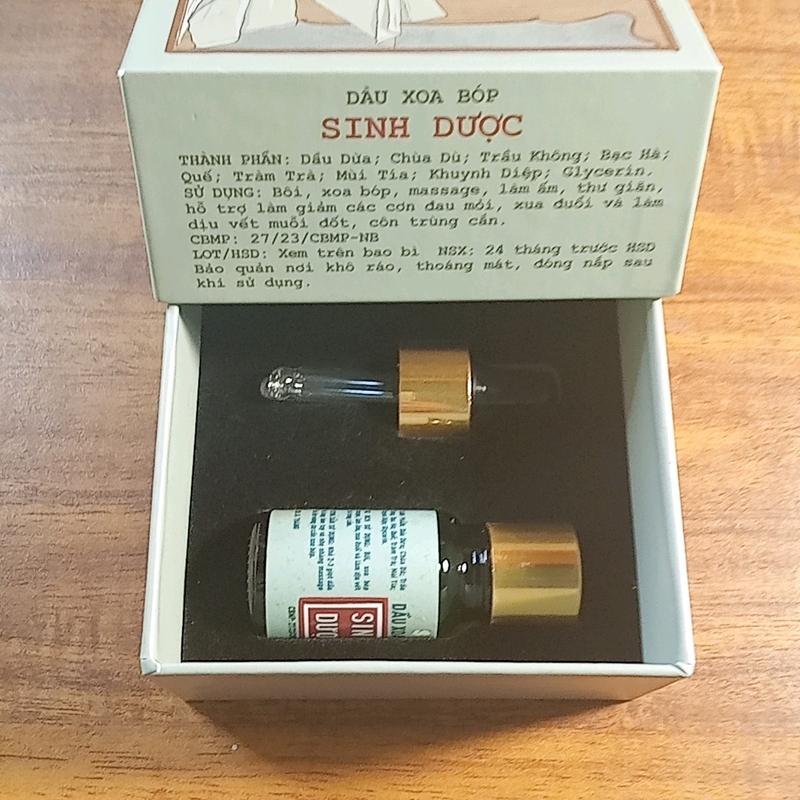 DẦU XOA BÓP
SINH DƯỢC
THÀNH PHẦN: Dầu Dừa; Chùa Dù; Trầu Không; Bạc Hà;
Quế; Tràm Trà; Mùi Tía; Khuynh Diệp; Glycerin.
SỬ DỤNG: Bôi, xoa bóp, massage, làm ấm, thư giãn,
hỗ trợ làm giảm các cơn đau mỏi, xua đuổi và làm
dịu vết muỗi đốt, côn trùng cắn.
CBMP: 27/23/CBMP-NB
LOT/HSD: Xem trên bao bì NSX: 24 tháng trước HSD
Bảo quản nơi khô ráo, thoáng mát, đóng nắp sau
khi sử dụng.
DẦU XO
SIN
DƯỢ